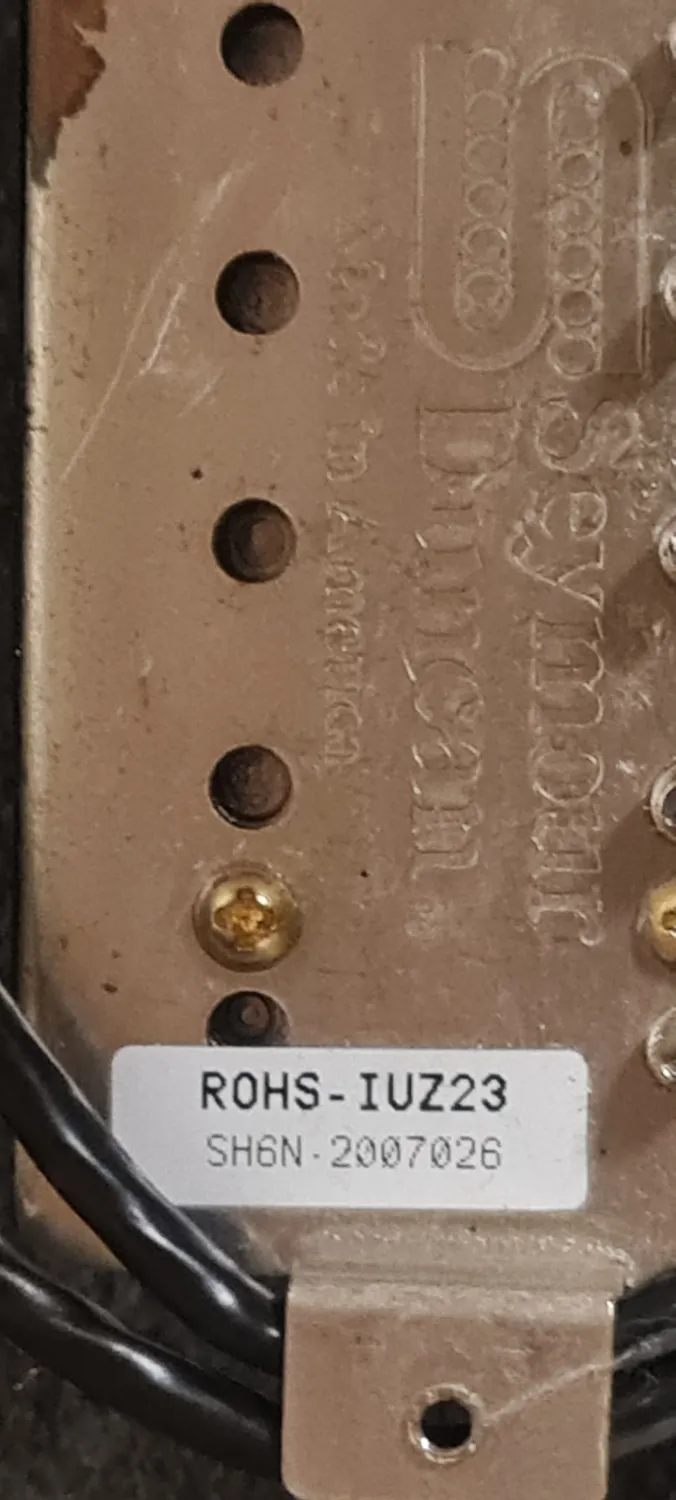 Seymour
Duncan®
Made in America
ROHS-IUZ23
SH6N-2007026